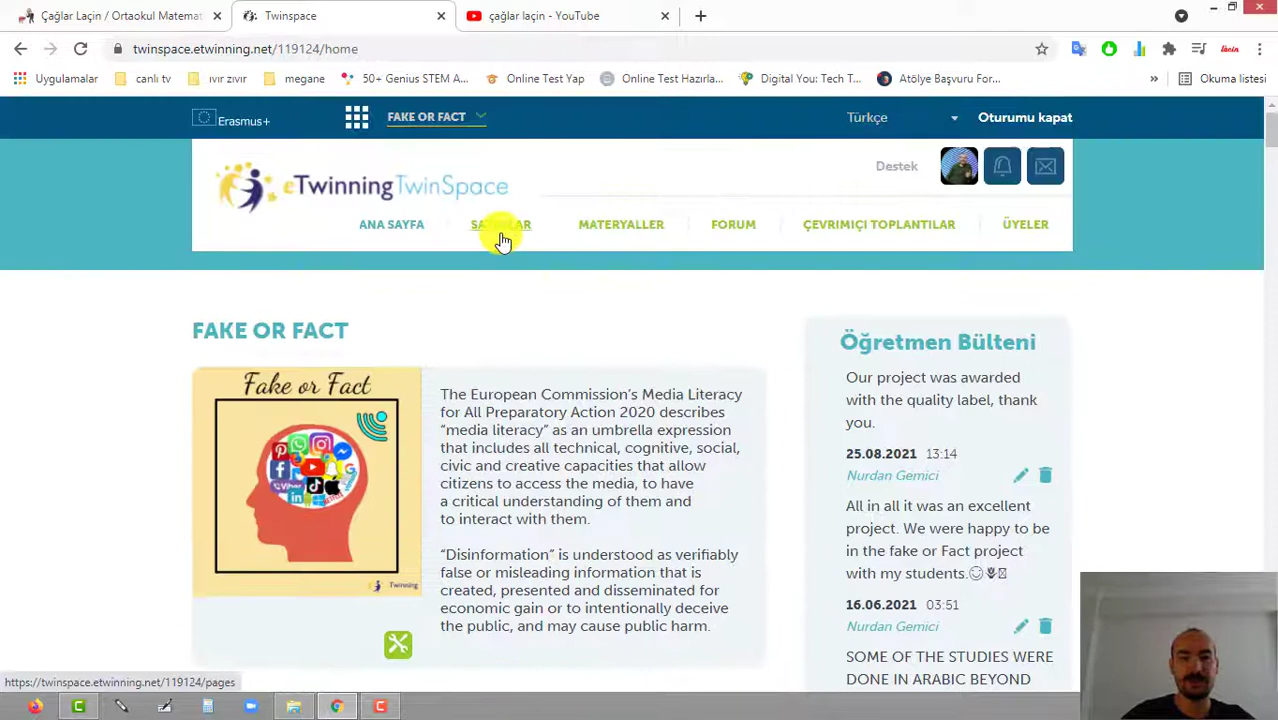 Çağlar Laçin / Ortaokul Matemat
Twinspace
çağlar laçin - YouTube
twinspace.etwinning.net/119124/home
Uygulamalar
canlı tv
ıvır zıvır
megane
50+ Genius STEM A...
Online Test Yap
Online Test Hazırla...
Digital You: Tech T...
Atölye Başvuru For...
»
Okuma listesi
Erasmus+
FAKE OR FACT
Türkçe
Oturumu kapat
eTwinningTwinSpace
Destek
ANA SAYFA
MATERYALLER
FORUM
ÇEVRIMIÇI TOPLANTILAR
ÜYELER
FAKE OR FACT
Fake or Fact
Twinning
The European Commission's Media Literacy
for All Preparatory Action 2020 describes
“media literacy” as an umbrella expression
that includes all technical, cognitive, social,
civic and creative capacities that allow
citizens to access the media, to have
a critical understanding of them and
to interact with them.
“Disinformation” is understood as verifiably
false or misleading information that is
created, presented and disseminated for
economic gain or to intentionally deceive
the public, and may cause public harm.
Öğretmen Bülteni
Our project was awarded
with the quality label, thank
you.
25.08.2021 13:14
Nurdan Gemici
All in all it was an excellent
project. We were happy to be
in the fake or Fact project
with my students.
16.06.2021 03:51
Nurdan Gemici
SOME OF THE STUDIES WERE
DONE IN ARABIC BEYOND
https://twinspace.etwinning.net/119124/pages